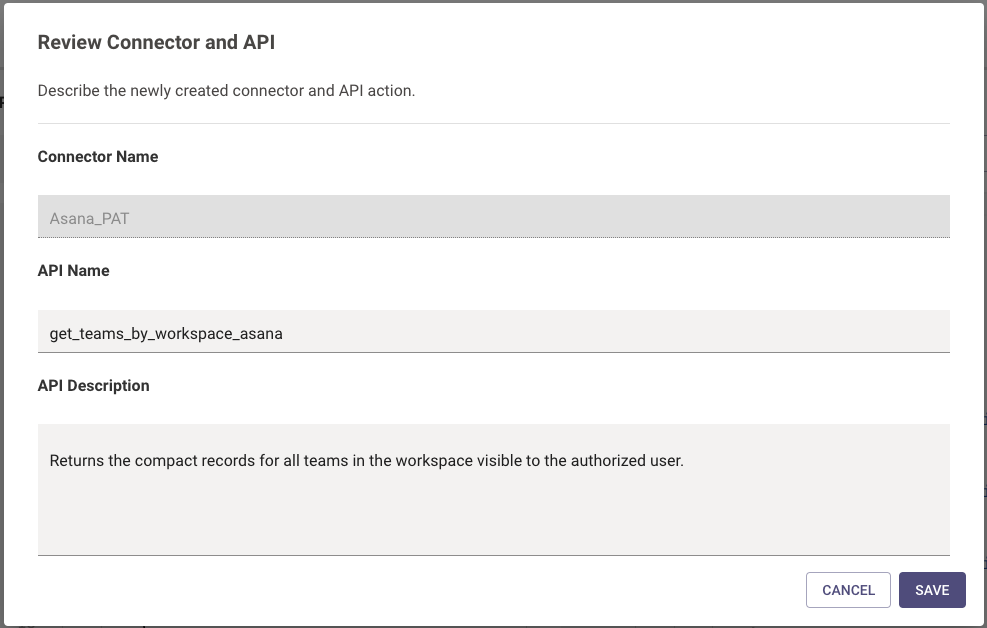 Review Connector and API
Describe the newly created connector and API action.
Connector Name
Asana_PAT
API Name
get_teams_by_workspace_asana
API Description
Returns the compact records for all teams in the workspace visible to the authorized user.
CANCEL
SAVE